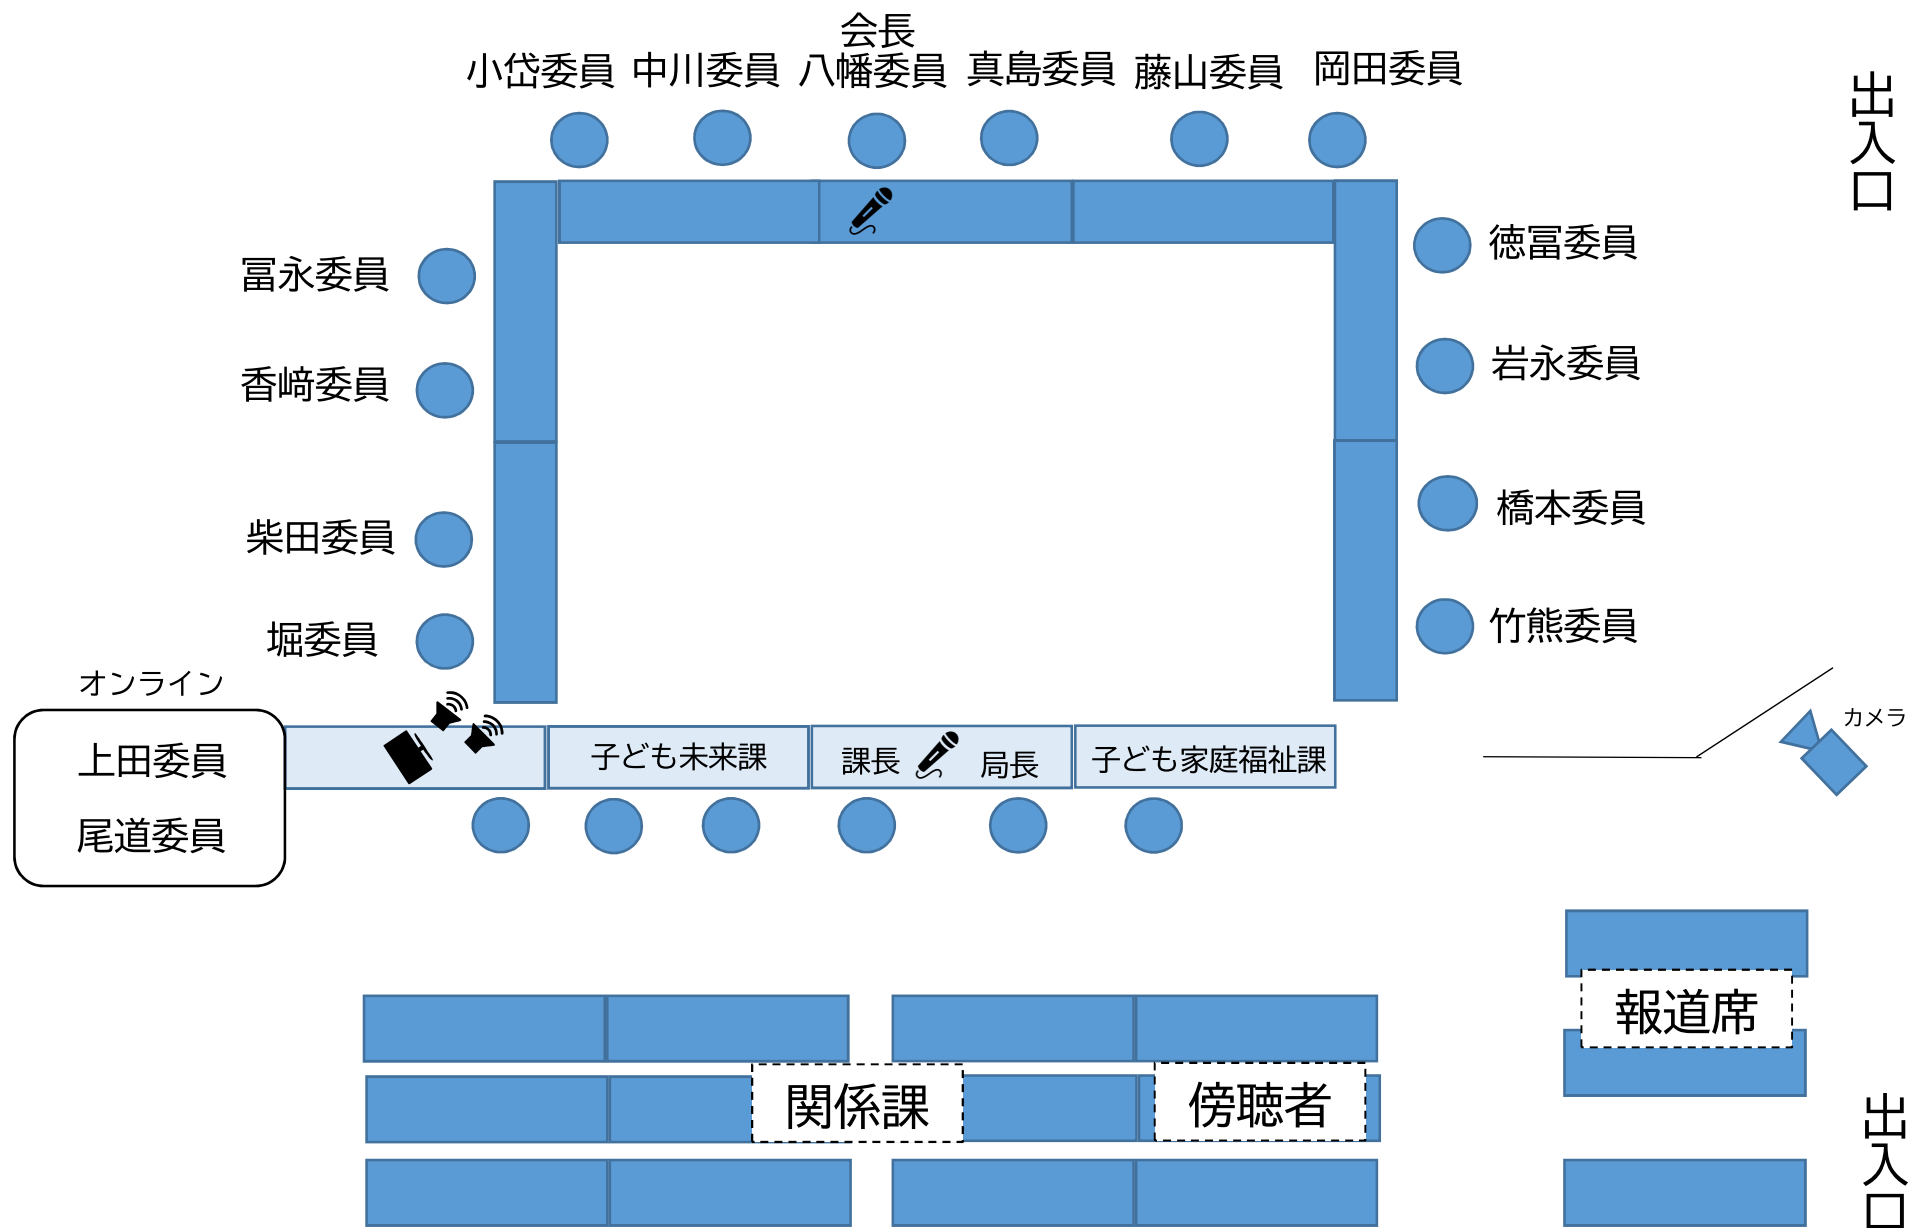 会長
小岱委員 中川委員 八幡委員 真島委員 藤山委員 岡田委員
出入口
徳冨委員
冨永委員
岩永委員
香﨑委員
橋本委員
柴田委員
竹熊委員
堀委員
オンライン
上田委員
尾道委員
子ども未来課
課長
局長
子ども家庭福祉課
カメラ
報道席
関係課
傍聴者
出入口